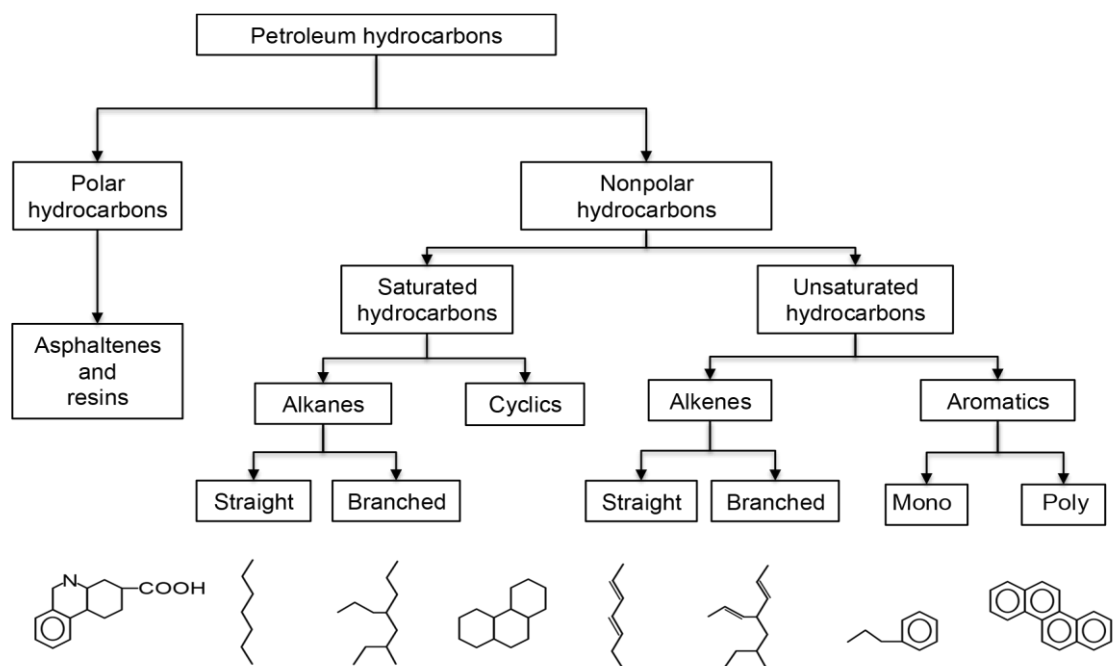 Petroleum hydrocarbons
Polar
hydrocarbons
Nonpolar
hydrocarbons
Saturated
hydrocarbons
Unsaturated
hydrocarbons
Asphaltenes
and
resins
Alkanes
Cyclics
Alkenes
Aromatics
Straight
Branched
Straight
Branched
Mono
Poly
N
COOH